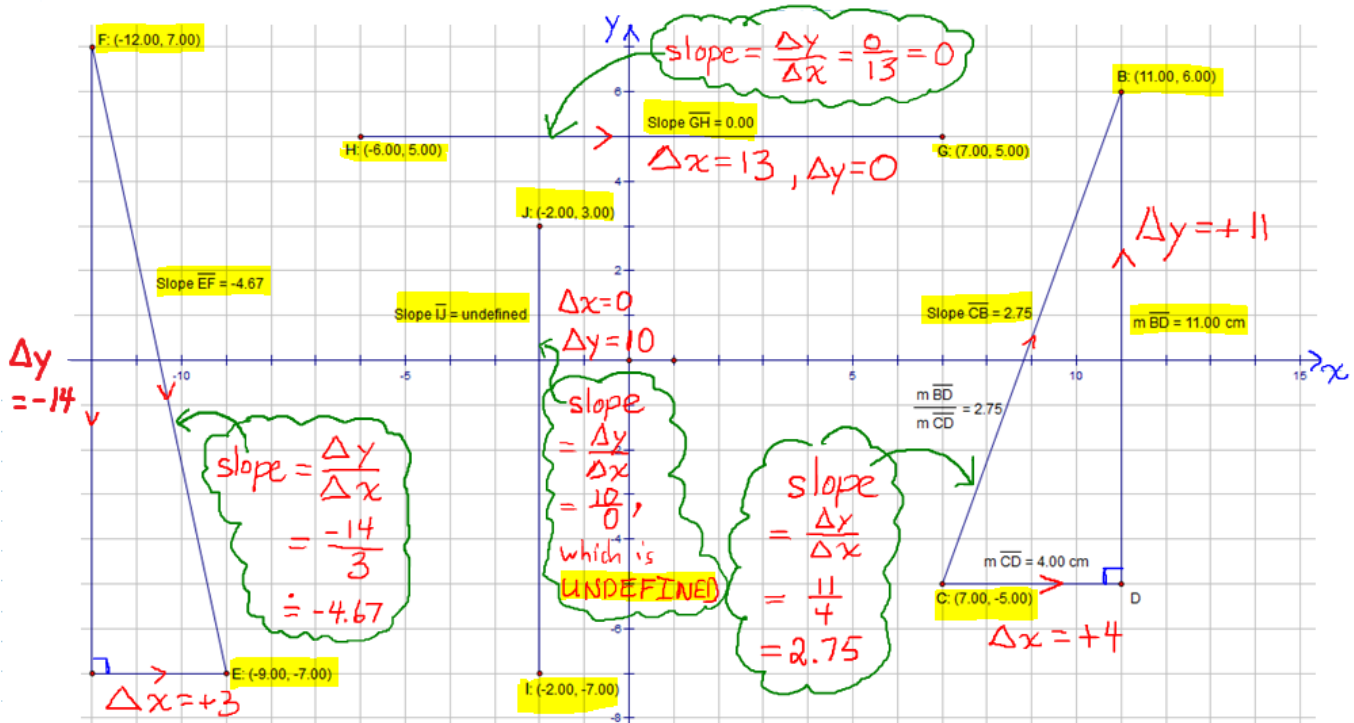 F: (-12.00, 7.00)
y
slope = Δy/Δx = 0/13 = 0
B: (11.00, 6.00)
6
Slope GH = 0.00
H: (-6.00, 5.00)
Δx = 13 , Δy = 0
G: (7.00, 5.00)
4
J: (-2.00, 3.00)
Δy = + 11
2
Slope EF = -4.67
Slope IJ = undefined
Δx = 0
Δy = 10
Slope CB = 2.75
m BD = 11.00 cm
Δy
= -14
-10
-5
5
10
15
x
slope = Δy/Δx
= -14/3
≐ -4.67
slope
= Δy/Δx
= 10/0,
which is
UNDEFINED
-2
-4
-6
-8
m BD / m CD = 2.75
slope
= Δy/Δx
= 11/4
= 2.75
m CD = 4.00 cm
C: (7.00, -5.00)
D
Δx = +4
E: (-9.00, -7.00)
Δx = +3
I: (-2.00, -7.00)